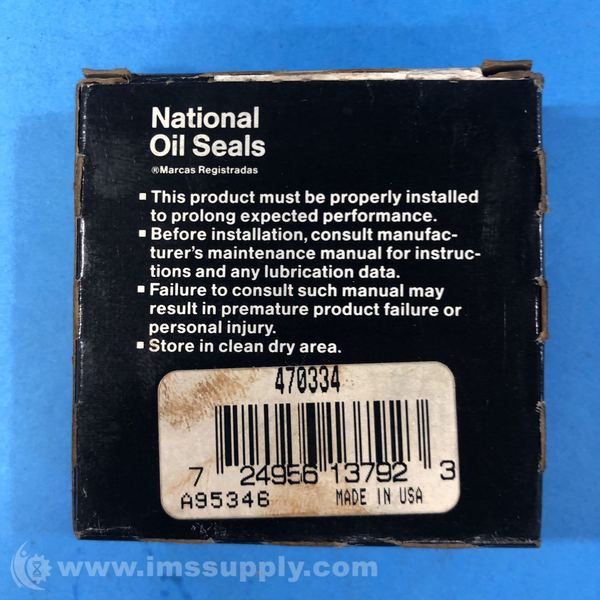 National
Oil Seals
®Marcas Registradas
▪ This product must be properly installed
to prolong expected performance.
▪ Before installation, consult manufac-
turer's maintenance manual for instruc-
tions and any lubrication data.
▪ Failure to consult such manual may
result in premature product failure or
personal injury.
▪ Store in clean dry area.
470334
7 24956 13792 3
A95346 MADE IN USA
www.imssupply.com